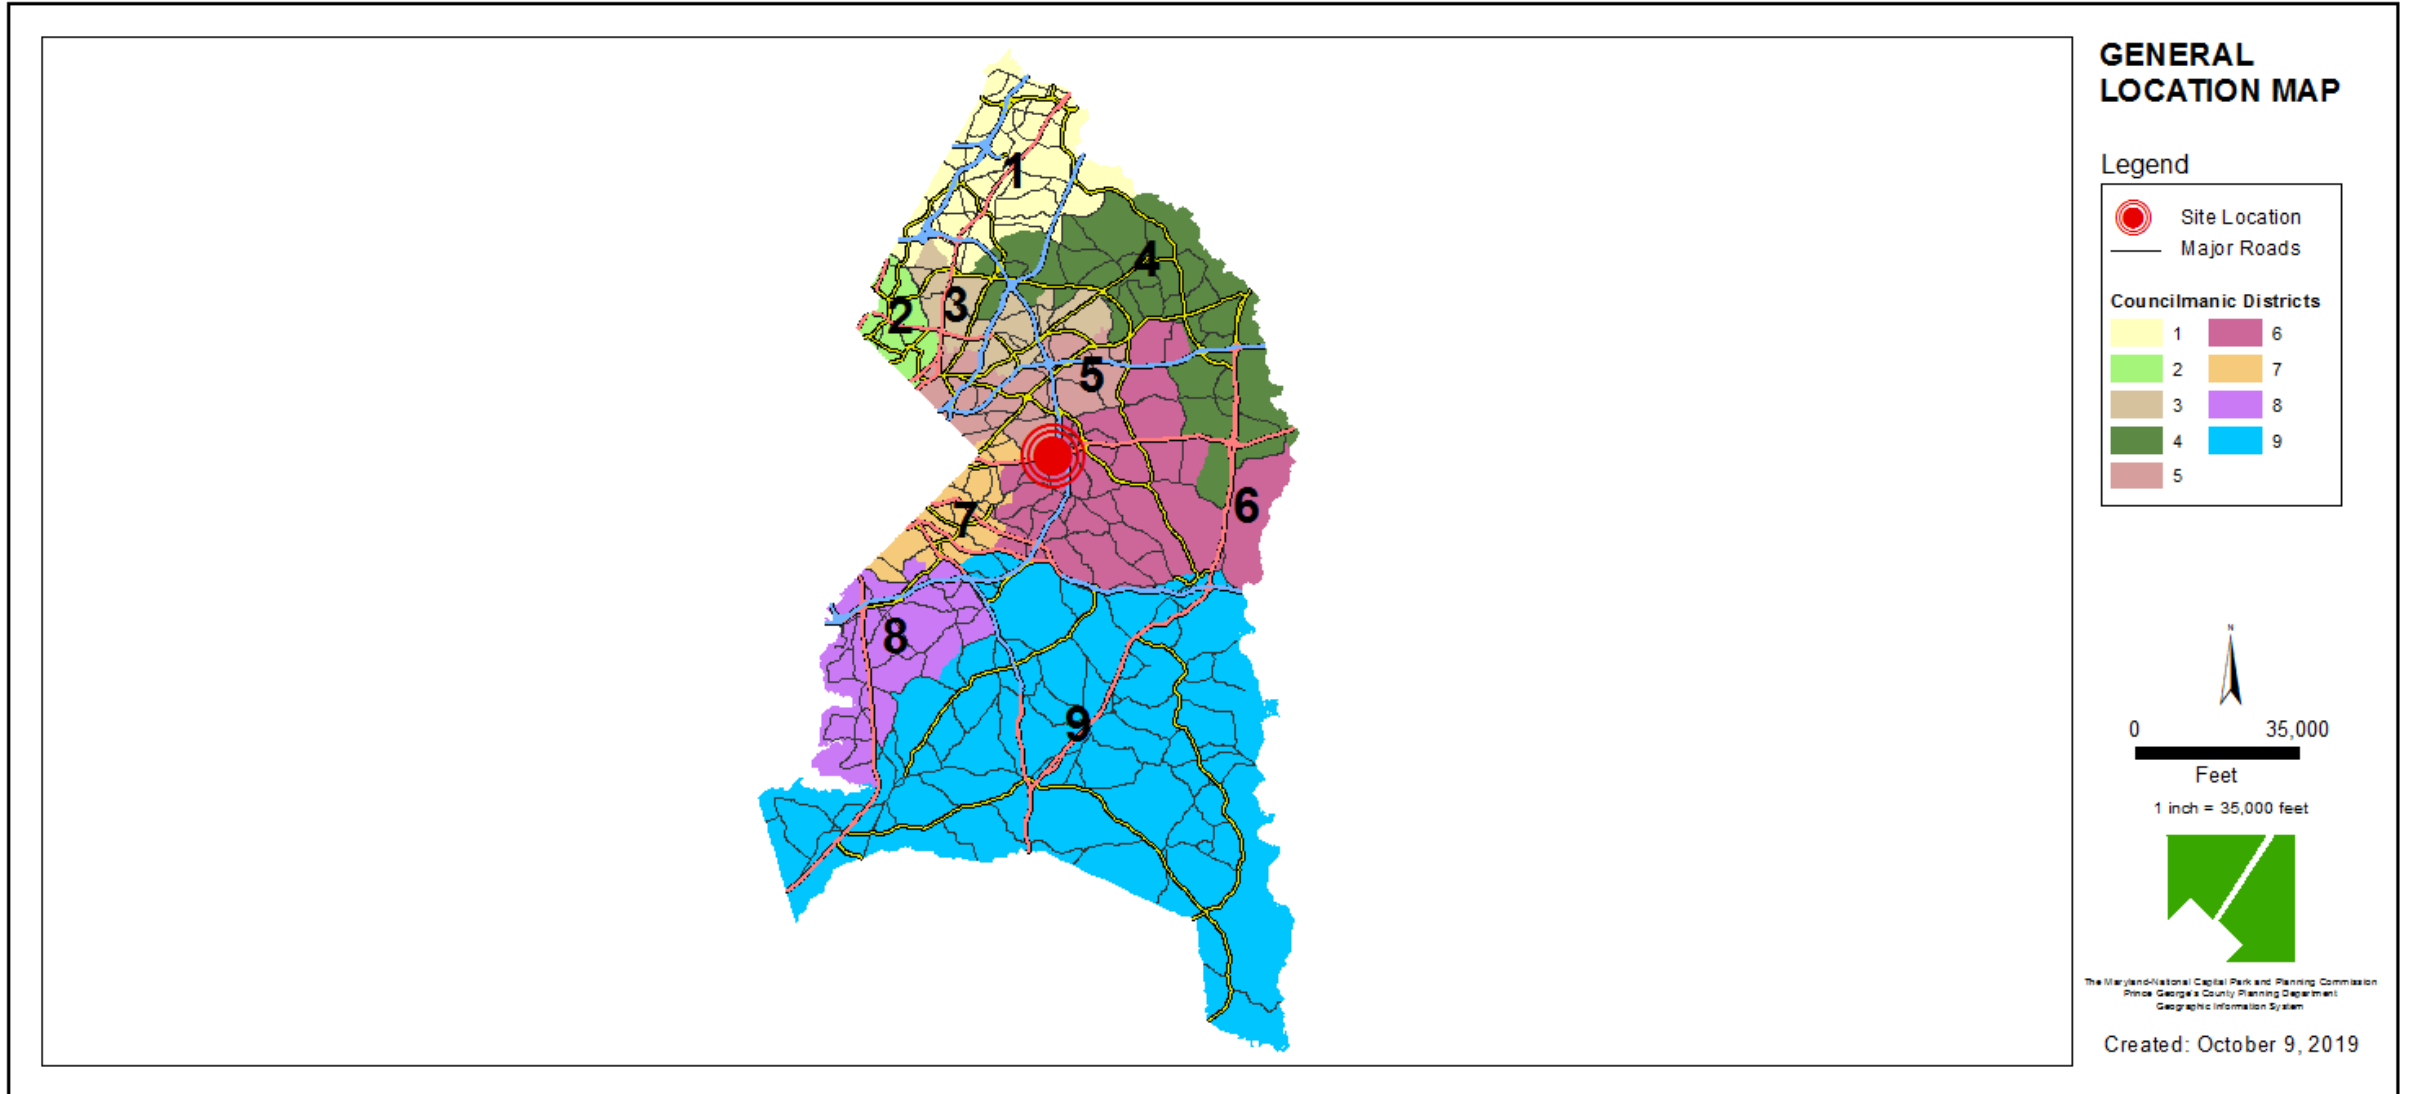 GENERAL
LOCATION MAP
Legend
Site Location
Major Roads
Councilmanic Districts
1 6
2 7
3 8
4 9
5
1
4
2
3
5
6
7
8
9
N
0 35,000
Feet
1 inch = 35,000 feet
The Maryland-National Capital Park and Planning Commission
Prince George's County Planning Department
Geographic Information System
Created: October 9, 2019